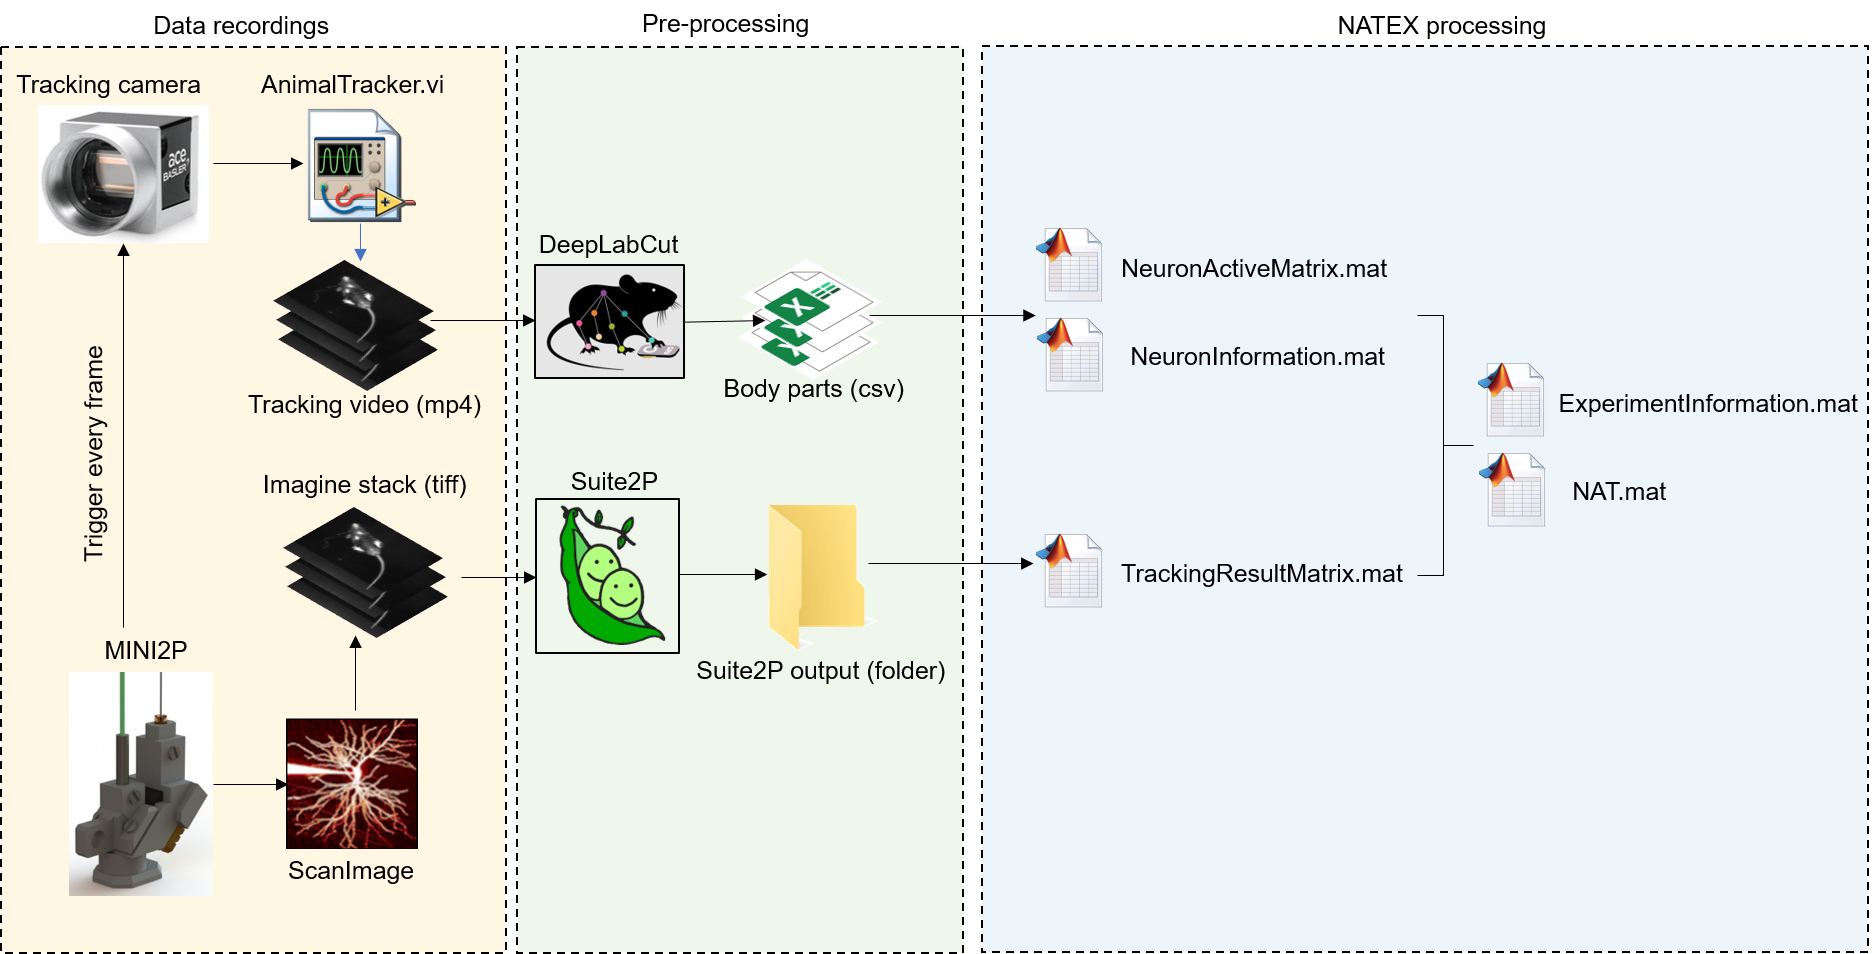 Data recordings
Pre-processing
NATEX processing
Tracking camera
AnimalTracker.vi
ace
BASLER
DeepLabCut
NeuronActiveMatrix.mat
NeuronInformation.mat
Body parts (csv)
Tracking video (mp4)
ExperimentInformation.mat
Trigger every frame
Imagine stack (tiff)
Suite2P
NAT.mat
TrackingResultMatrix.mat
MINI2P
Suite2P output (folder)
ScanImage